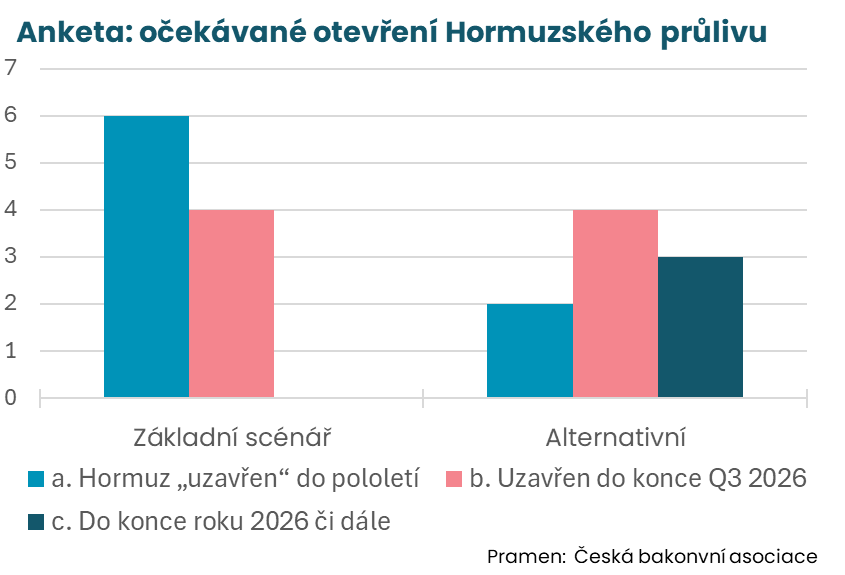 Anketa: očekávané otevření Hormuzského průlivu
7
6
5
4
3
2
1
0
Základní scénář Alternativní
a. Hormuz „uzavřen“ do pololetí b. Uzavřen do konce Q3 2026
c. Do konce roku 2026 či dále
Pramen: Česká bakonvní asociace